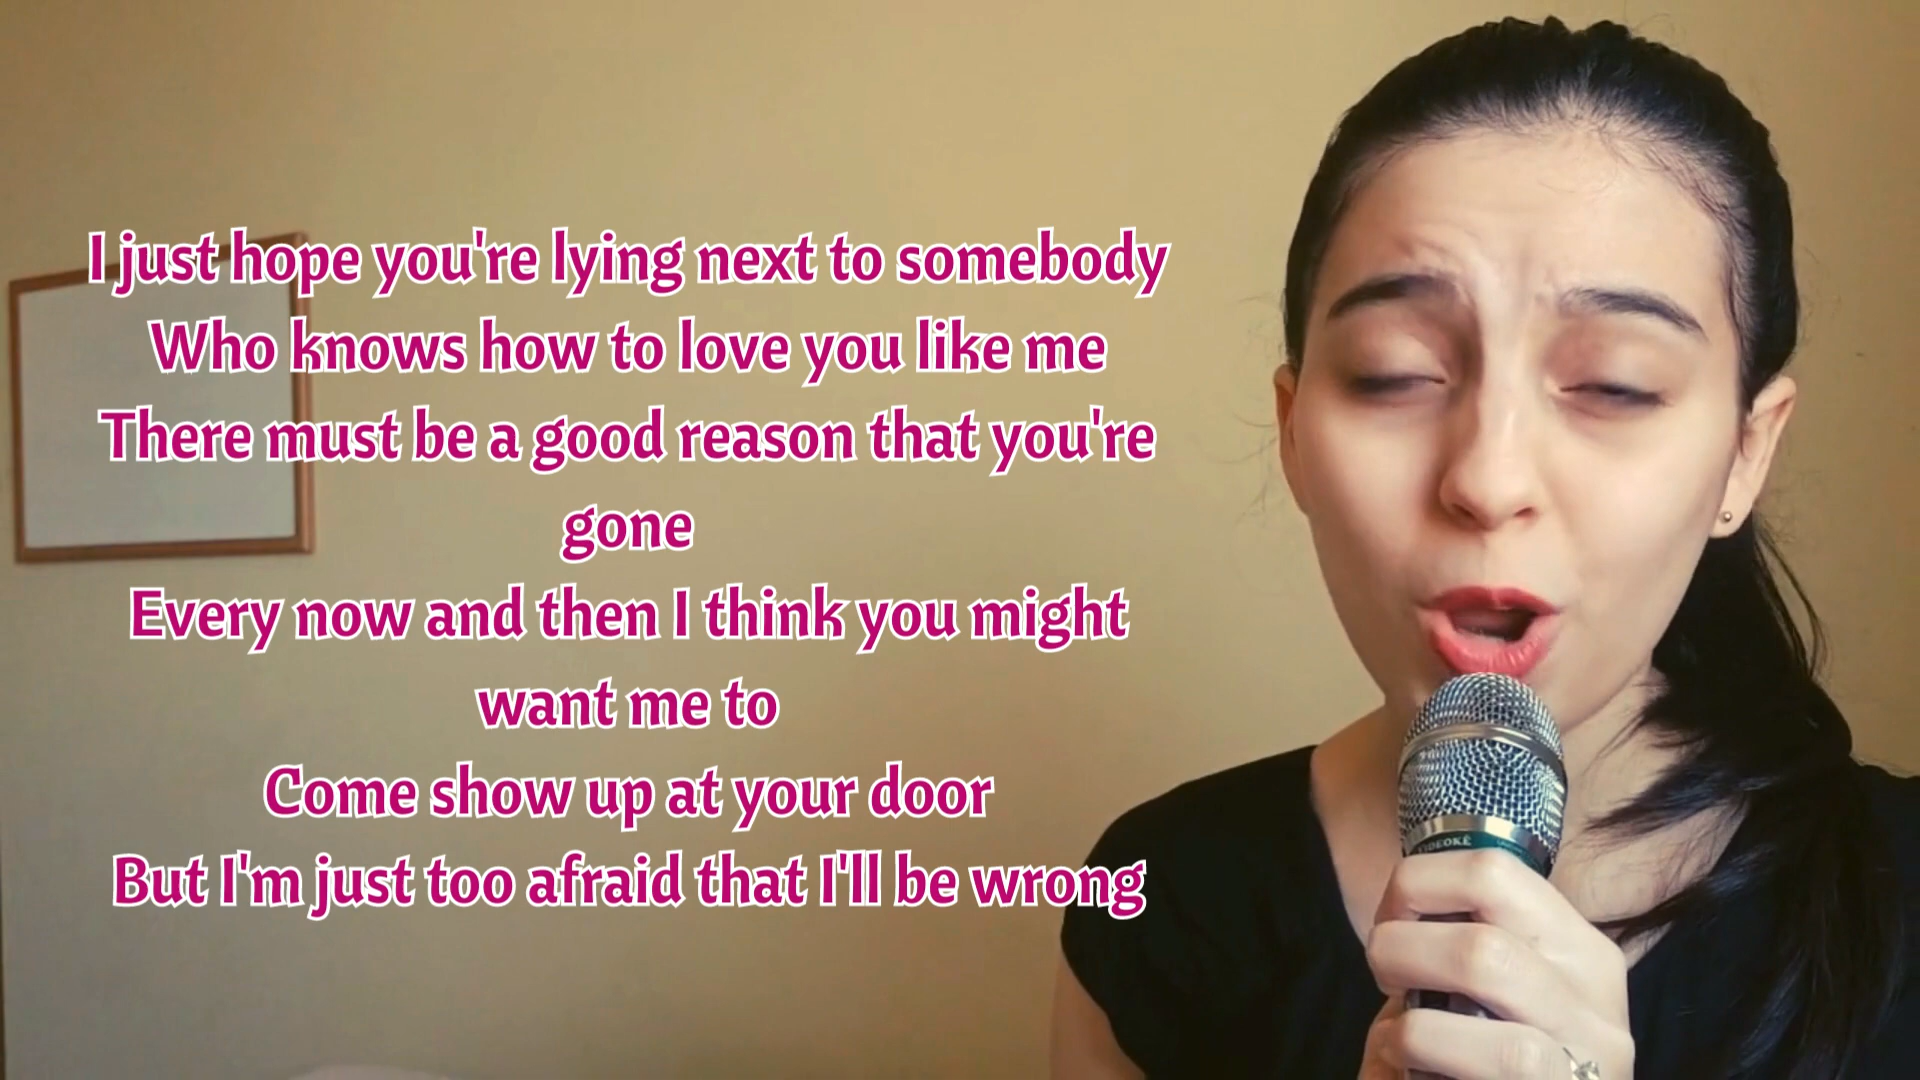 I just hope you're lying next to somebody
Who knows how to love you like me
There must be a good reason that you're
gone
Every now and then I think you might
want me to
Come show up at your door
But I'm just too afraid that I'll be wrong
VIDEOKÊ